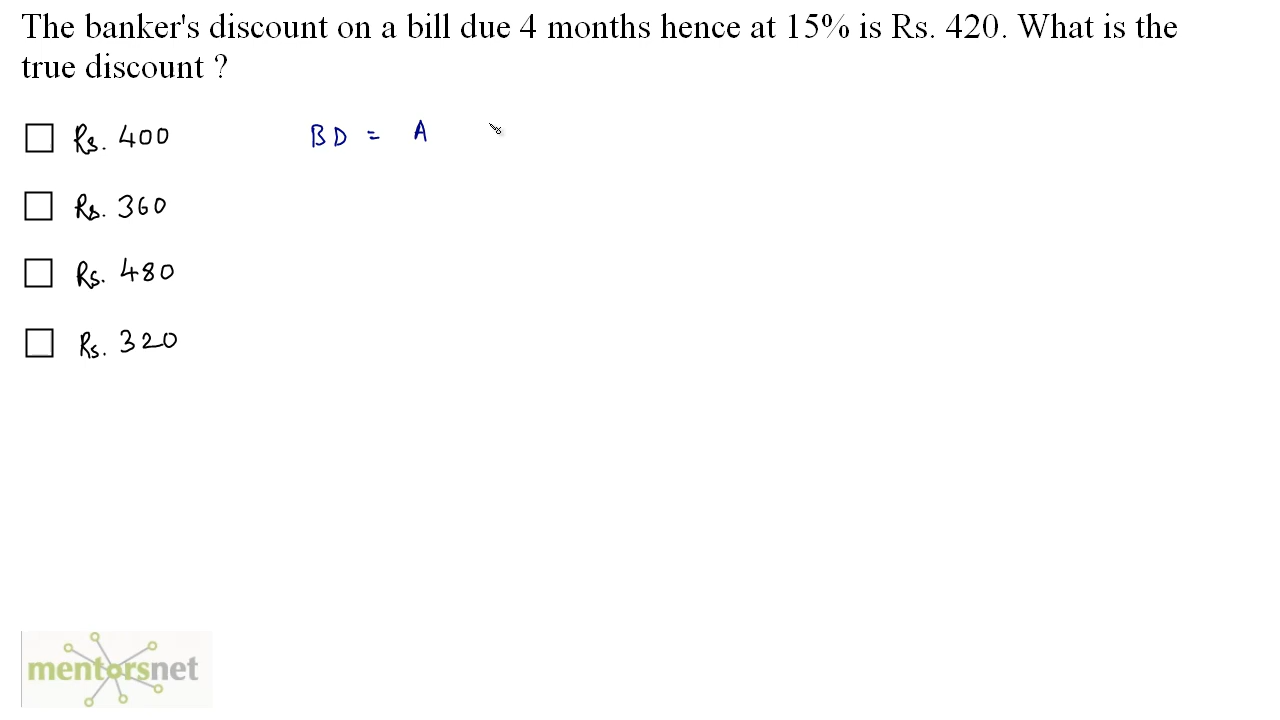 The banker's discount on a bill due 4 months hence at 15% is Rs. 420. What is the
true discount ?
Rs. 400
BD = A
Rs. 360
Rs. 480
Rs. 320
mentorsnet